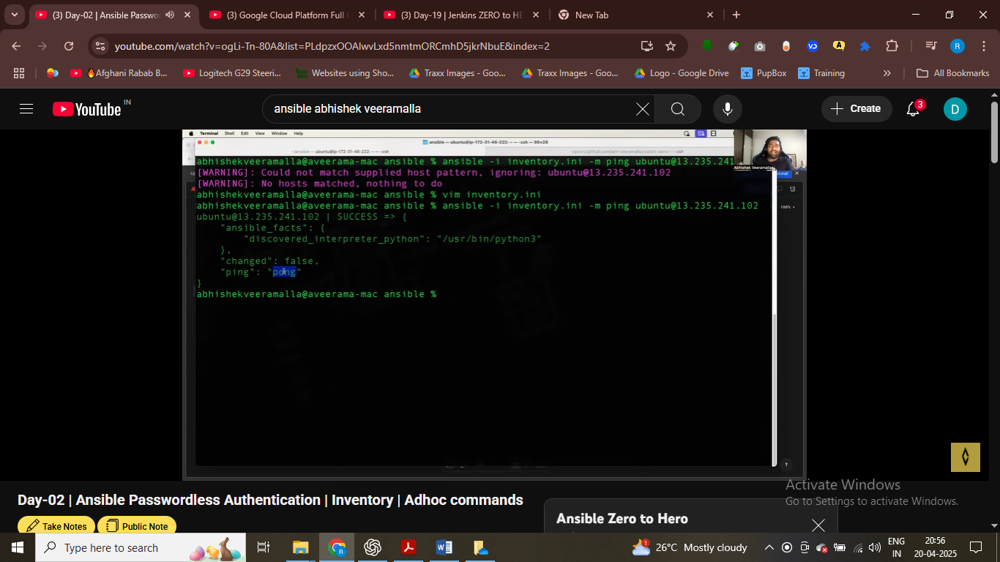 (3) Day-02 | Ansible Passwo
(3) Google Cloud Platform Full
(3) Day-19 | Jenkins ZERO to HE
New Tab
youtube.com/watch?v=ogLi-Tn-80A&list=PLdpzxOOAlwvLxd5nmtmORCmhD5jkrNbuE&index=2
R
🔥Afghani Rabab B...
Logitech G29 Steeri...
Websites using Sho...
Traxx Images - Goo...
Traxx Images - Goo...
Logo - Google Drive
PupBox
Training
All Bookmarks
YouTube IN
ansible abhishek veeramalla
Create
3
D
Terminal Shell Edit View Window Help
ansible — ubuntu@ip-172-31-46-222: ~ — -zsh — 98×28
abhishekveeramalla@aveerama-mac ansible % ansible -i inventory.ini -m ping ubuntu@13.235.241
[WARNING]: Could not match supplied host pattern, ignoring: ubuntu@13.235.241.102
[WARNING]: No hosts matched, nothing to do
abhishekveeramalla@aveerama-mac ansible % vim inventory.ini
abhishekveeramalla@aveerama-mac ansible % ansible -i inventory.ini -m ping ubuntu@13.235.241.102
ubuntu@13.235.241.102 | SUCCESS => {
"ansible_facts": {
"discovered_interpreter_python": "/usr/bin/python3"
},
"changed": false,
"ping": "pong"
}
abhishekveeramalla@aveerama-mac ansible %
Abhishek Veeramalla
100%
Day-02 | Ansible Passwordless Authentication | Inventory | Adhoc commands
Take Notes
Public Note
Ansible Zero to Hero
Activate Windows
Go to Settings to activate Windows.
Type here to search
1
26°C Mostly cloudy
ENG
IN
20:56
20-04-2025